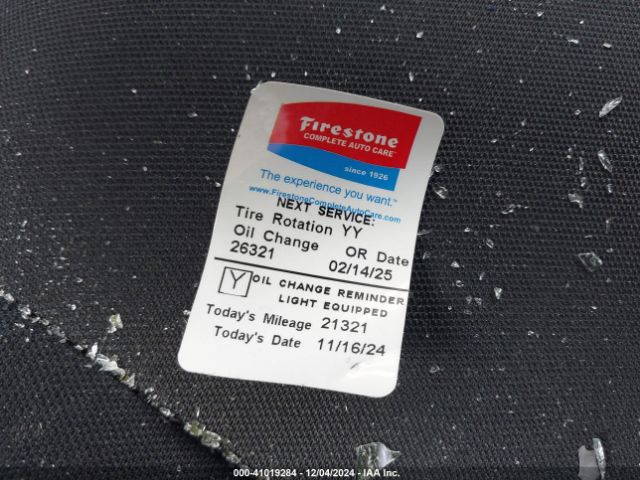 Firestone
COMPLETE AUTO CARE™
since 1926
The experience you want.™
www.FirestoneCompleteAutoCare.com
NEXT SERVICE:
Tire Rotation YY
Oil Change OR Date
26321 02/14/25
Y OIL CHANGE REMINDER
LIGHT EQUIPPED
Today's Mileage 21321
Today's Date 11/16/24
000-41019284 - 12/04/2024 - IAA Inc.